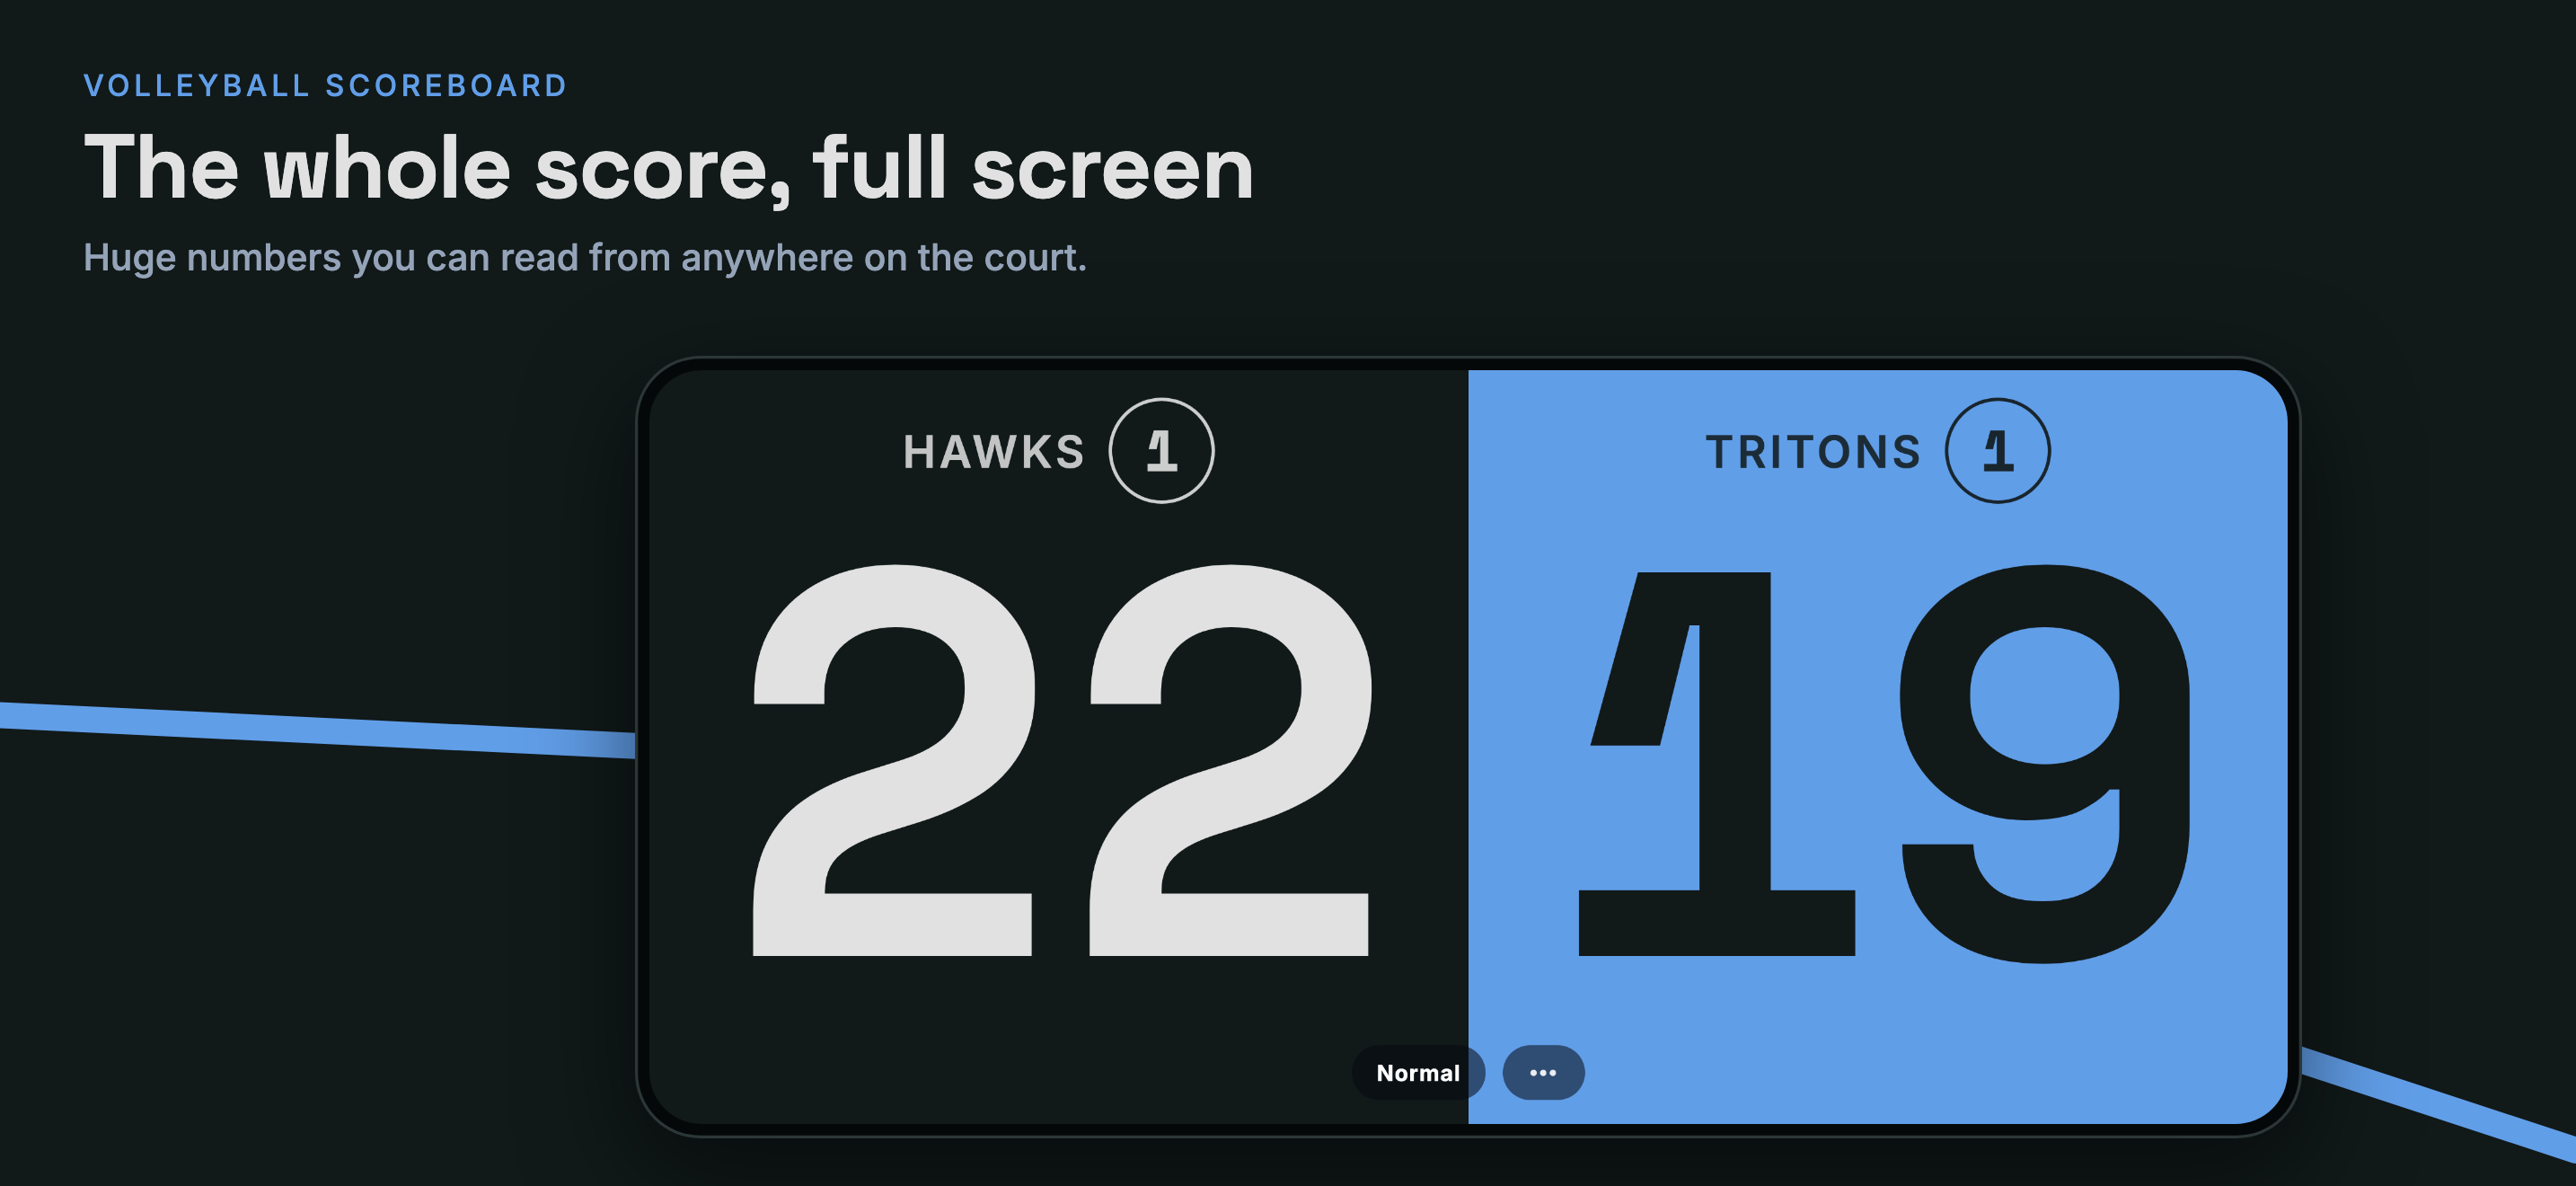 VOLLEYBALL SCOREBOARD
The whole score, full screen
Huge numbers you can read from anywhere on the court.
HAWKS 1
TRITONS 1
22
19
Normal
•••